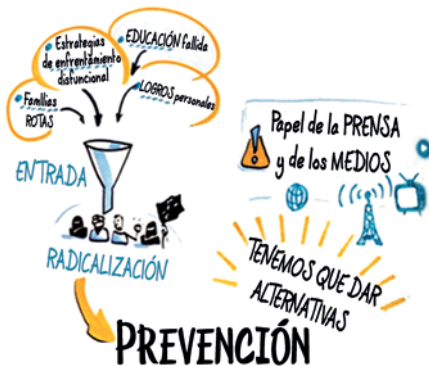 Estrategias
de enfrentamiento
disfuncional
EDUCACIÓN fallida
Familias
ROTAS
LOGROS personales
ENTRADA
RADICALIZACIÓN
Papel de la PRENSA
y de los MEDIOS
TENEMOS QUE DAR
ALTERNATIVAS
PREVENCIÓN